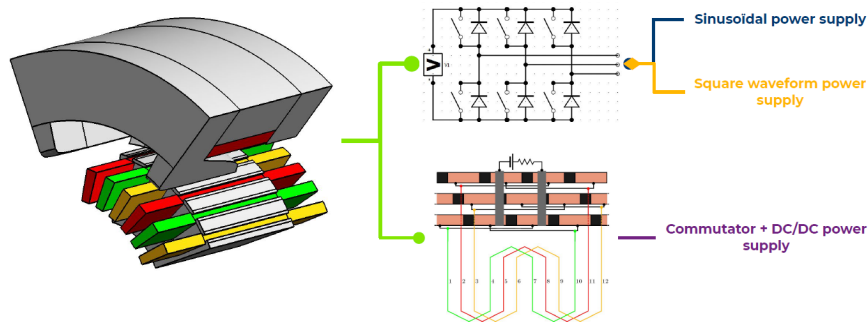 Sinusoïdal power supply
V
Square waveform power
supply
Commutator + DC/DC power
supply
1 2 3 4 5 6 7 8 9 10 11 12